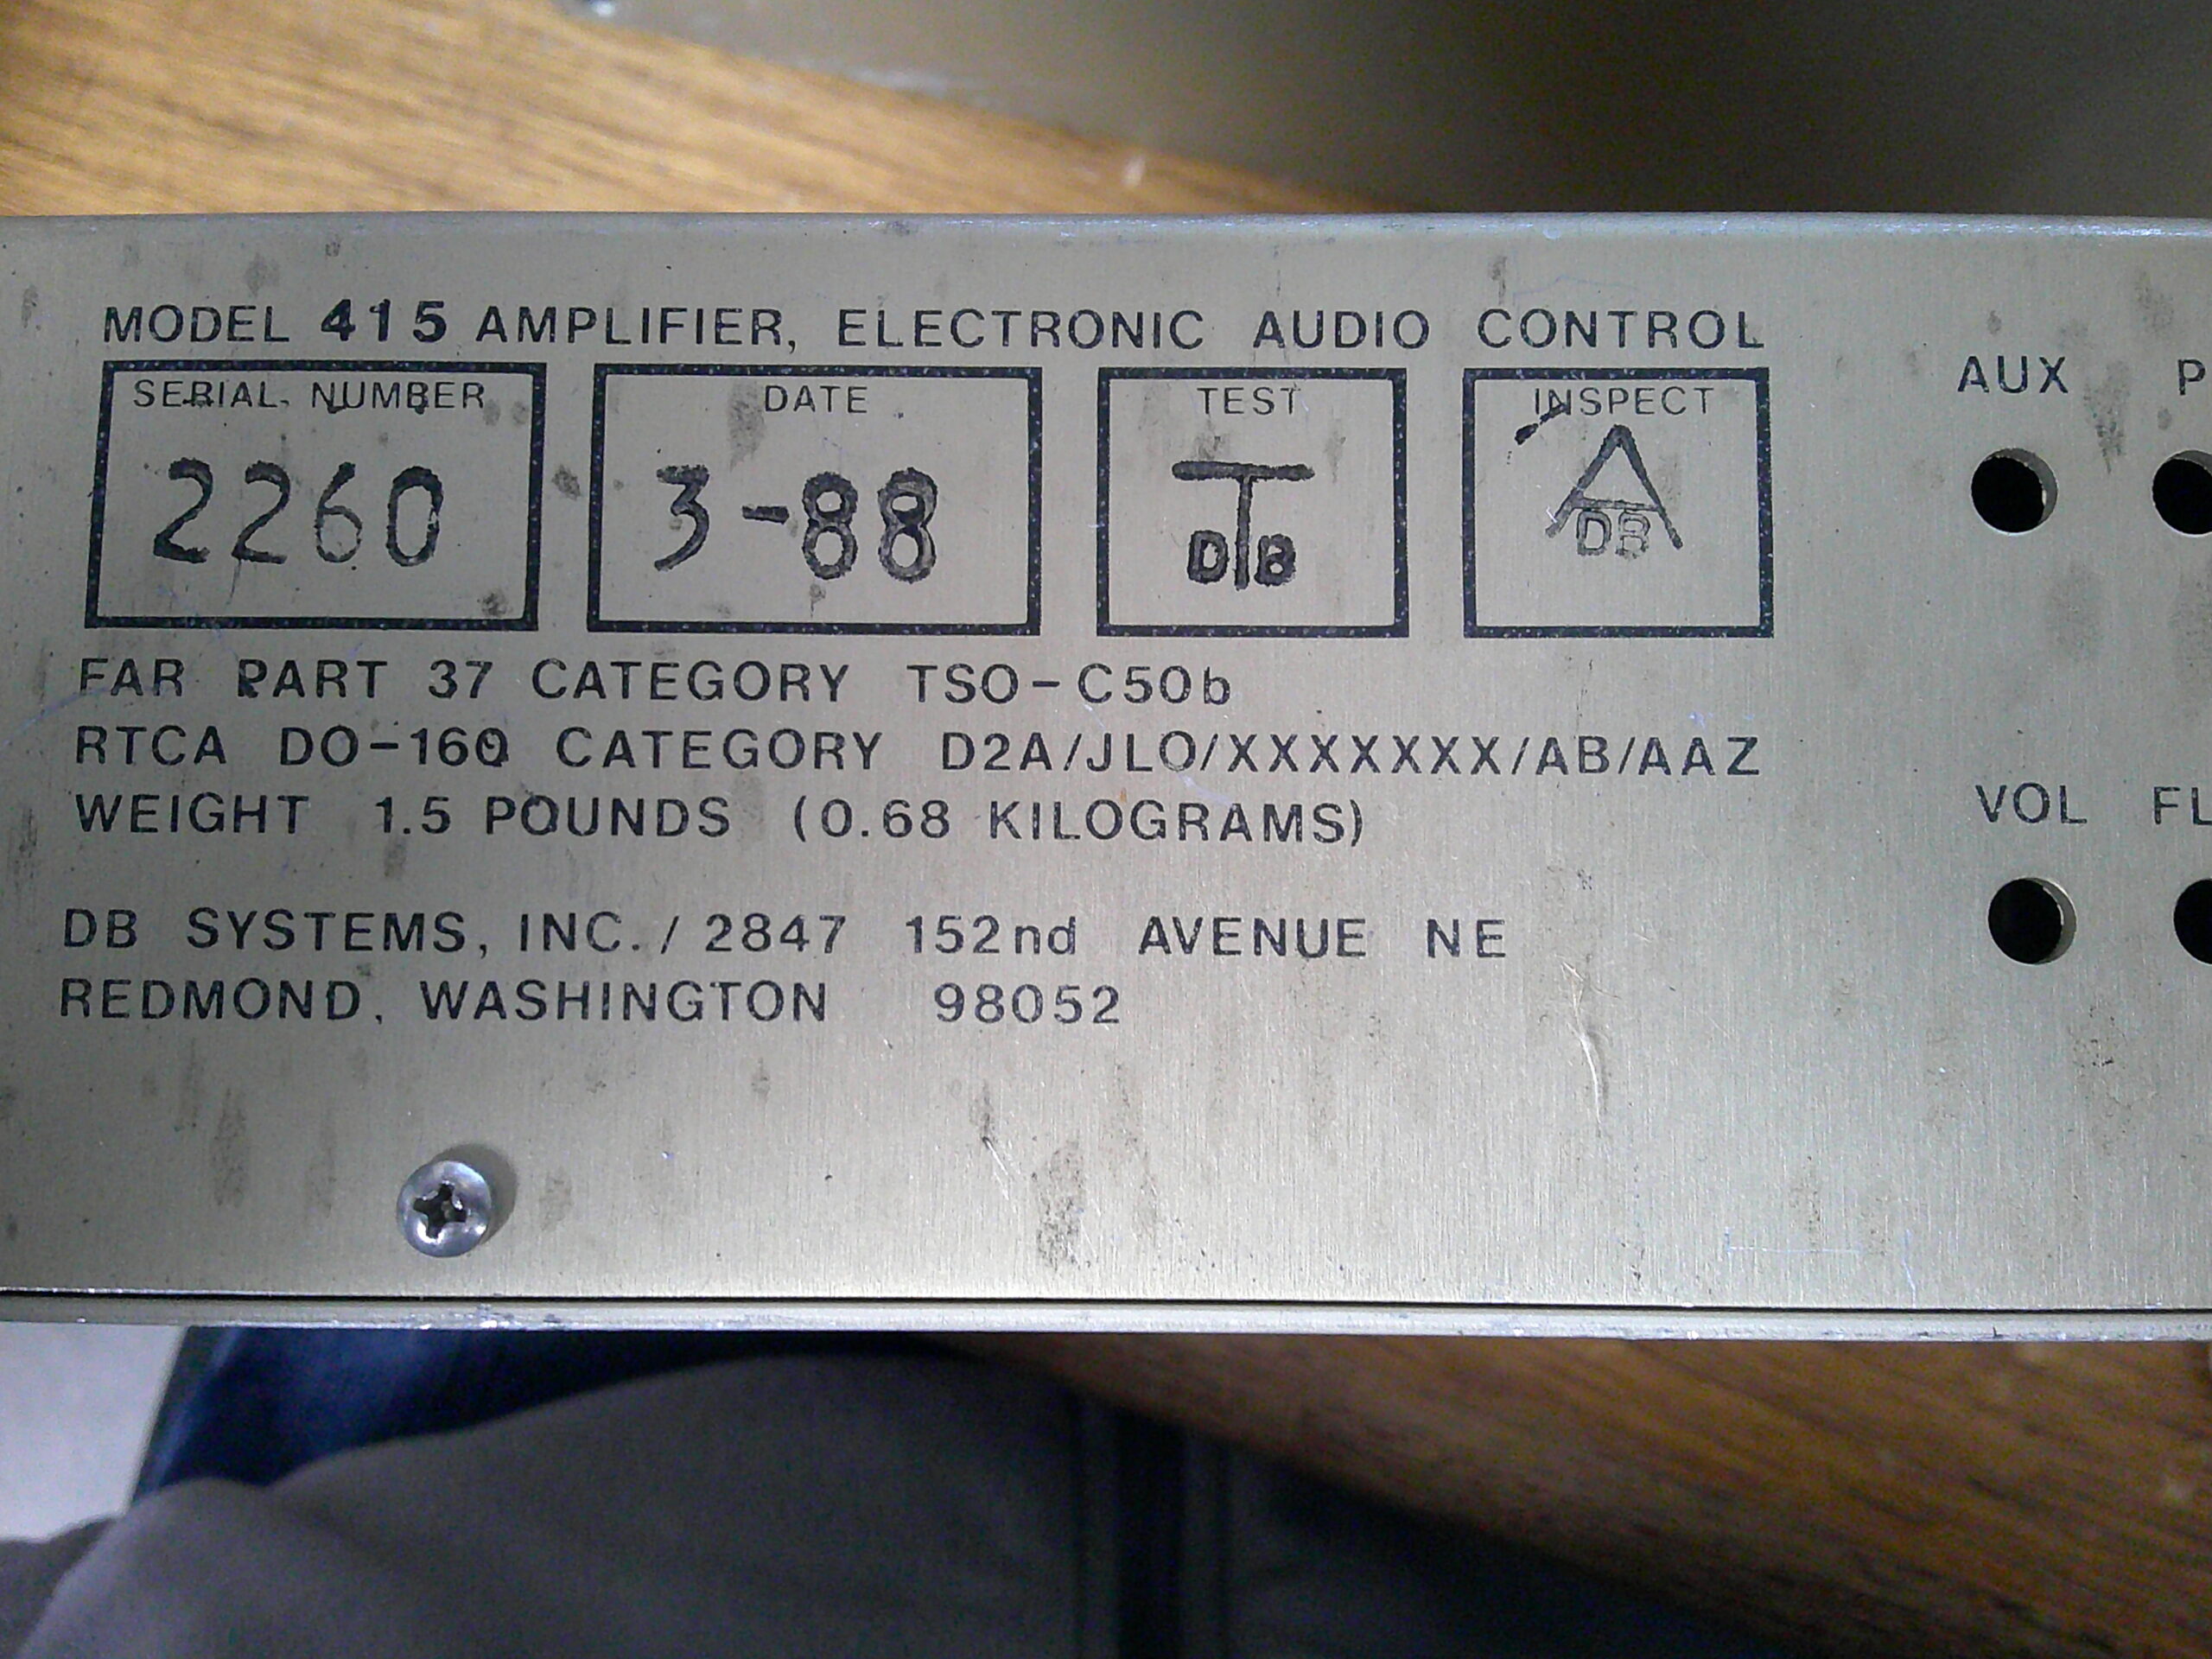 MODEL 415 AMPLIFIER, ELECTRONIC AUDIO CONTROL
SERIAL NUMBER DATE TEST INSPECT
2260 3-88 T DB A DB
FAR PART 37 CATEGORY TSO-C50b
RTCA DO-160 CATEGORY D2A/JLO/XXXXXXX/AB/AAZ
WEIGHT 1.5 POUNDS (0.68 KILOGRAMS)
DB SYSTEMS, INC. / 2847 152nd AVENUE NE
REDMOND, WASHINGTON 98052
AUX
VOL